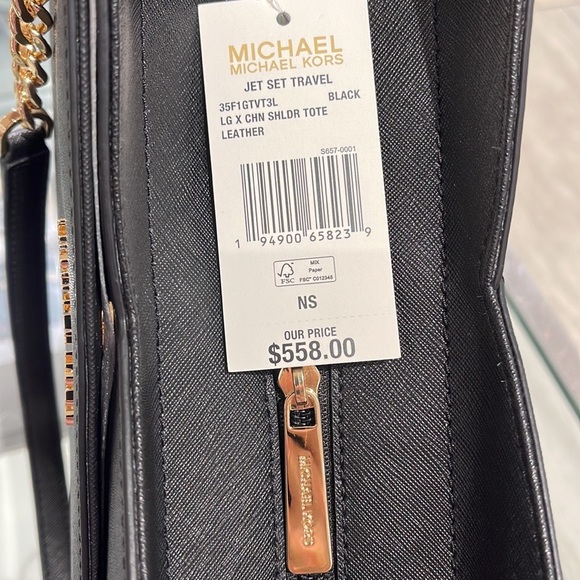 MICHAEL
MICHAEL KORS
JET SET TRAVEL
35F1GTVT3L BLACK
LG X CHN SHLDR TOTE
LEATHER
S657-0001
1 94900 65823 9
FSC
MIX
Paper
FSC® C012345
NS
OUR PRICE
$558.00
MICHAEL KORS